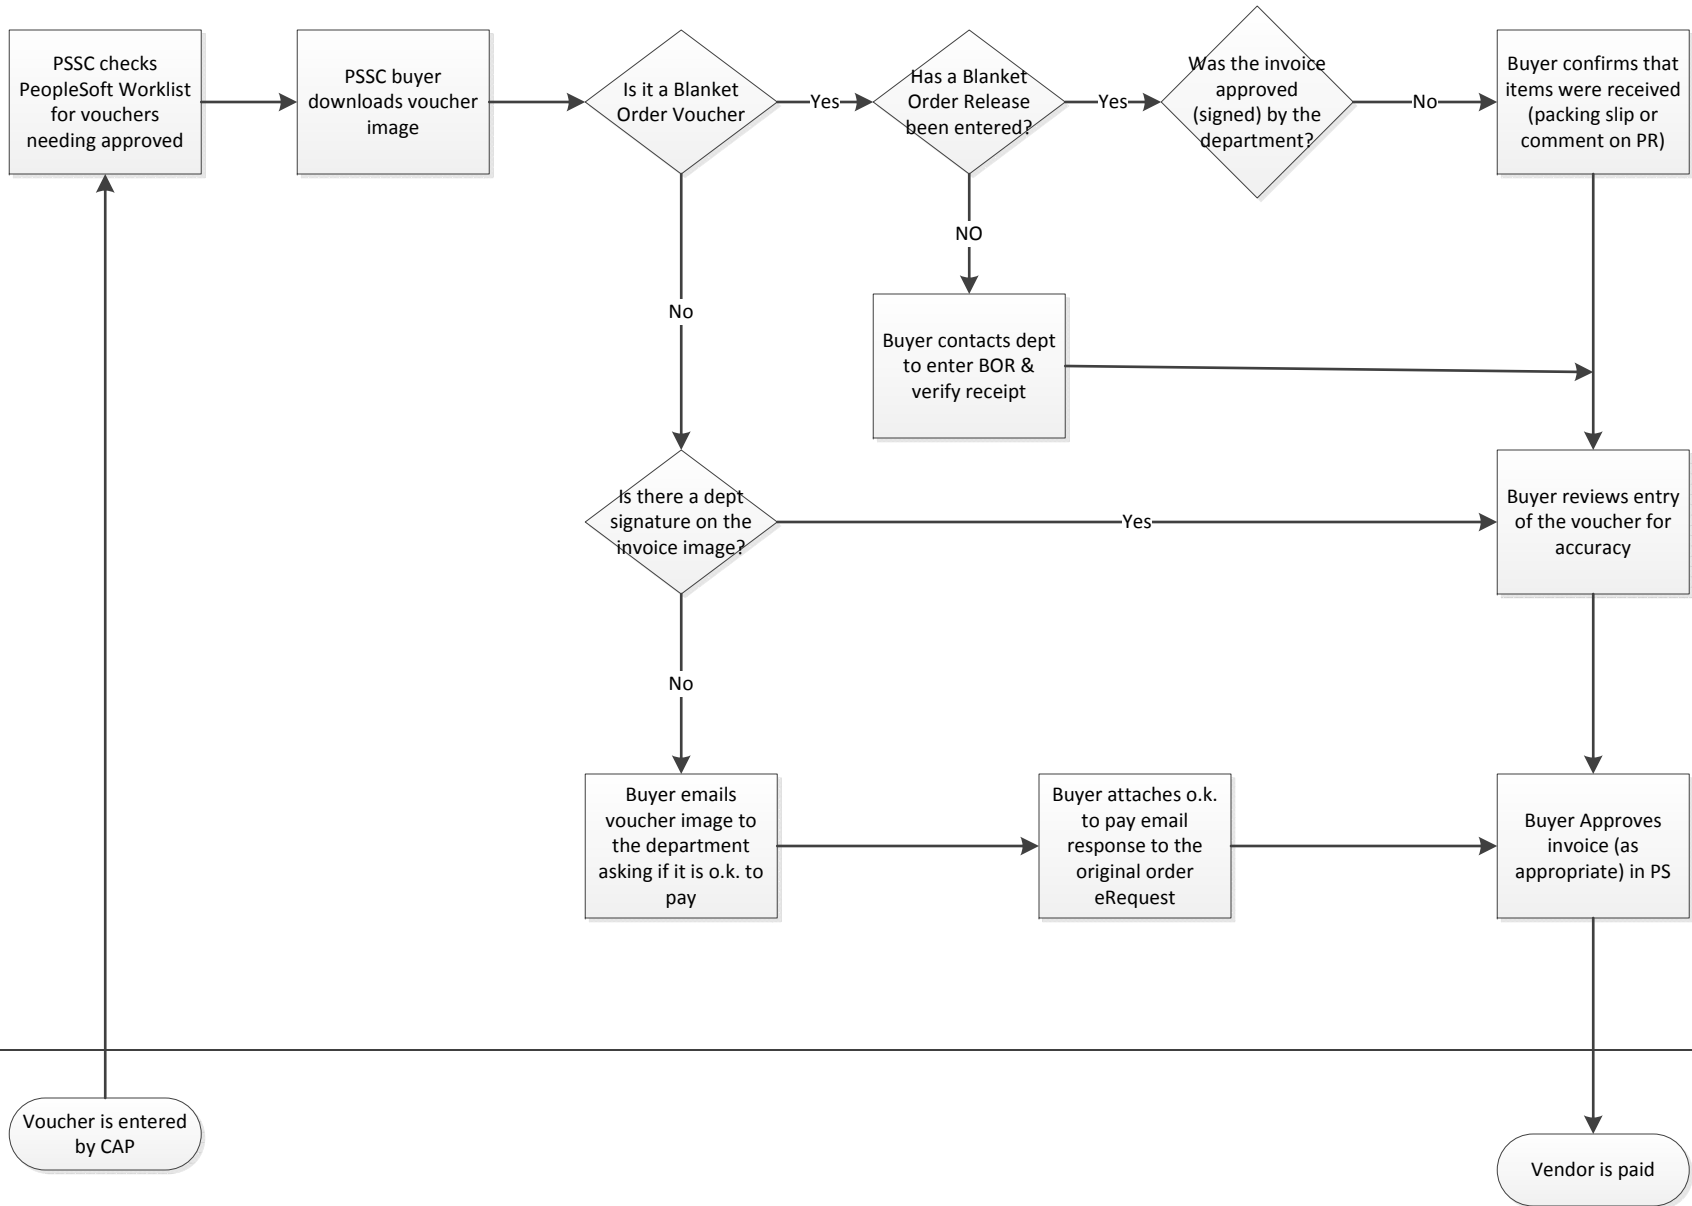 PSSC checks
PeopleSoft Worklist
for vouchers
needing approved
PSSC buyer
downloads voucher
image
Is it a Blanket
Order Voucher
Yes
Has a Blanket
Order Release
been entered?
Yes
Was the invoice
approved
(signed) by the
department?
No
Buyer confirms that
items were received
(packing slip or
comment on PR)
NO
No
Buyer contacts dept
to enter BOR &
verify receipt
Is there a dept
signature on the
invoice image?
Yes
Buyer reviews entry
of the voucher for
accuracy
No
Buyer emails
voucher image to
the department
asking if it is o.k. to
pay
Buyer attaches o.k.
to pay email
response to the
original order
eRequest
Buyer Approves
invoice (as
appropriate) in PS
Voucher is entered
by CAP
Vendor is paid